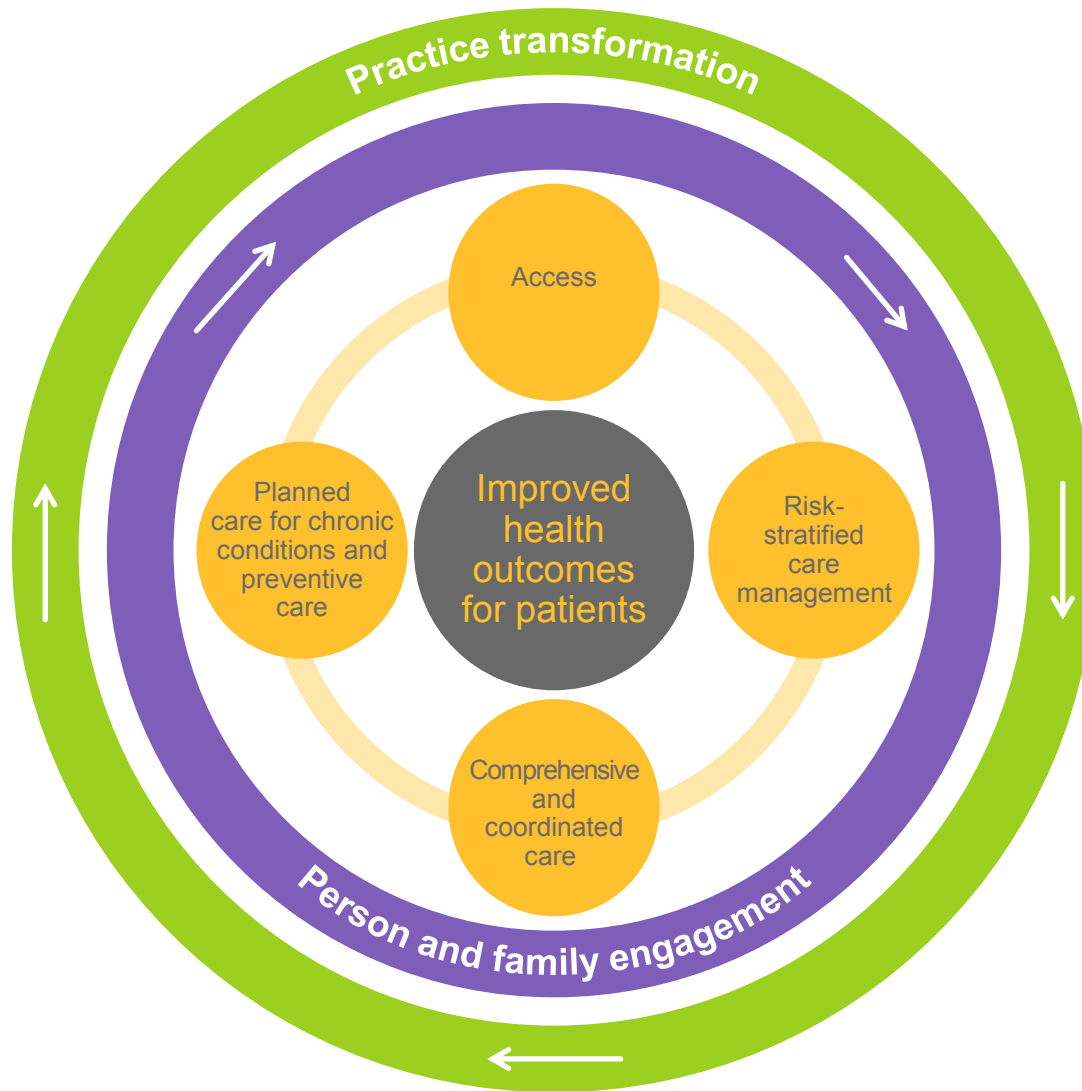 Practice transformation
Access
Planned
care for chronic
conditions and
preventive
care
Improved
health
outcomes
for patients
Risk-
stratified
care
management
Comprehensive
and
coordinated
care
Person and family engagement